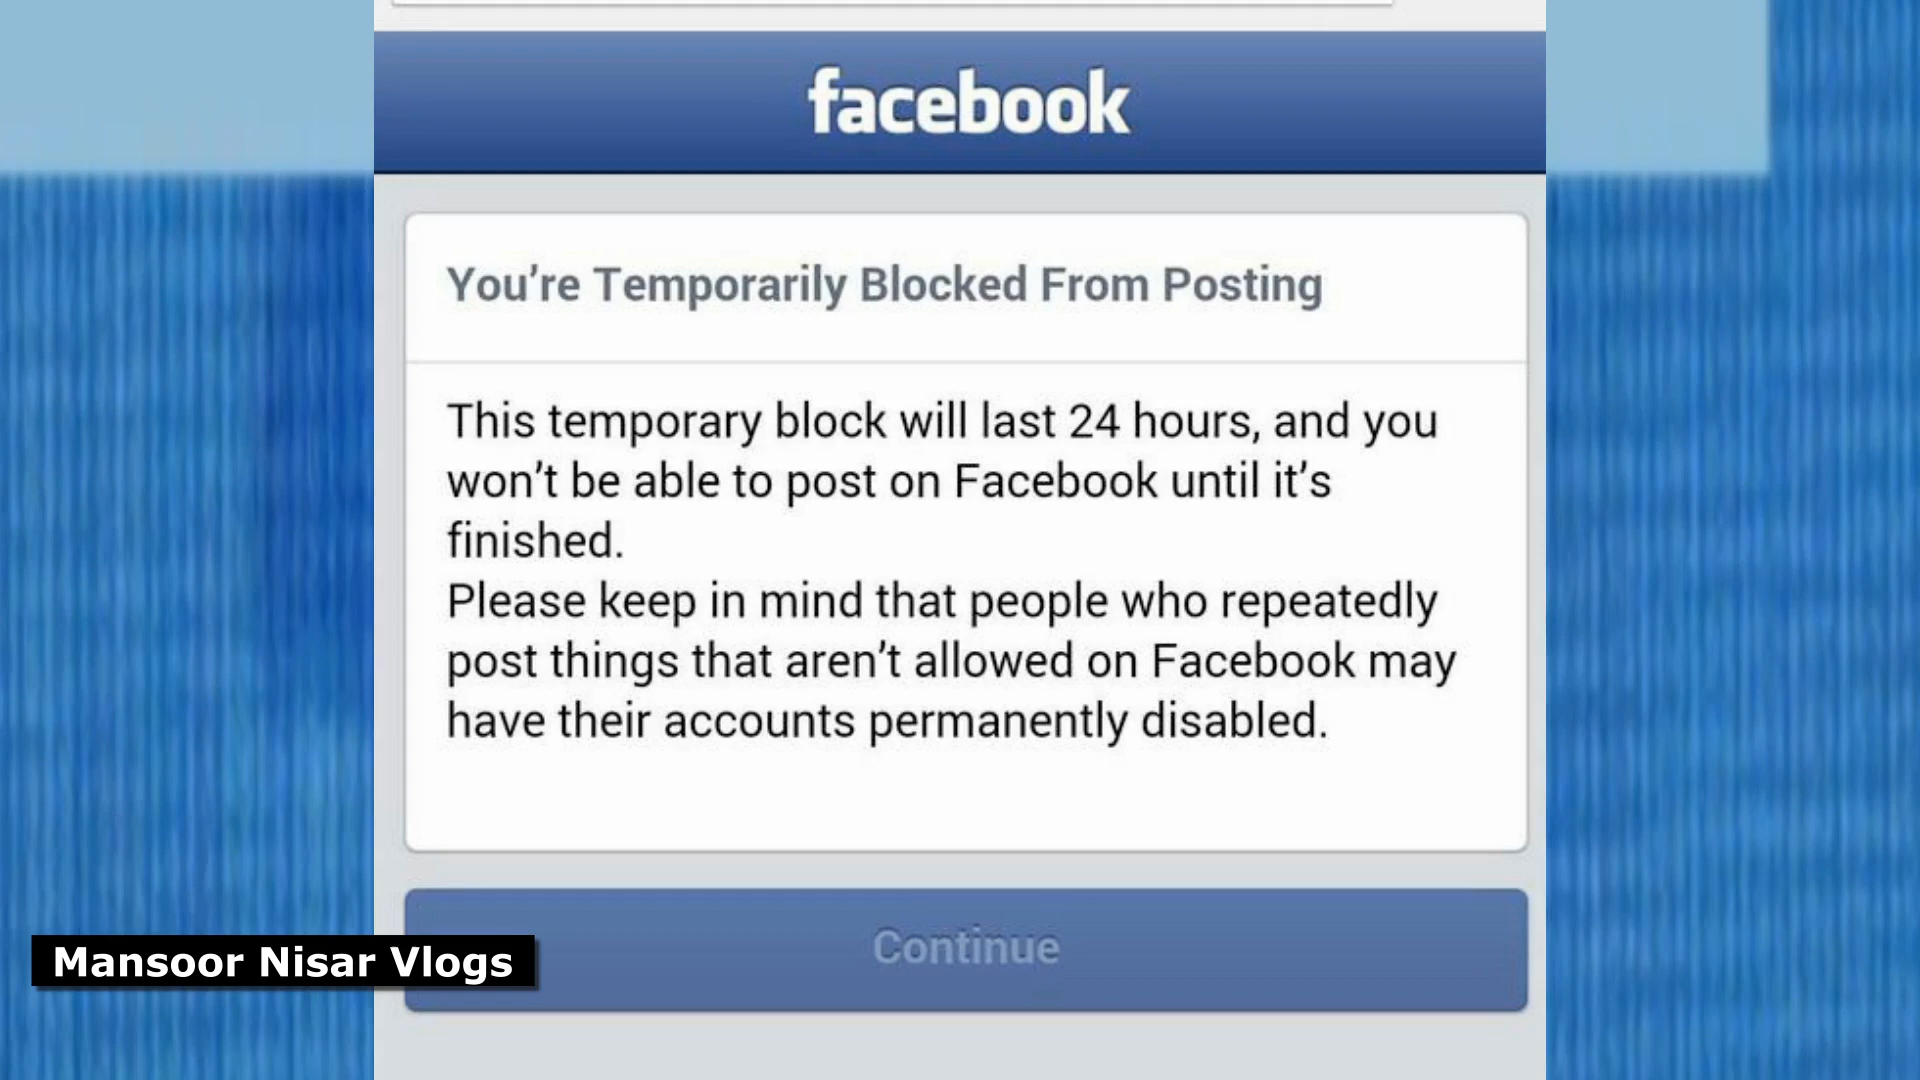 facebook
You're Temporarily Blocked From Posting
This temporary block will last 24 hours, and you
won't be able to post on Facebook until it's
finished.
Please keep in mind that people who repeatedly
post things that aren't allowed on Facebook may
have their accounts permanently disabled.
Continue
Mansoor Nisar Vlogs